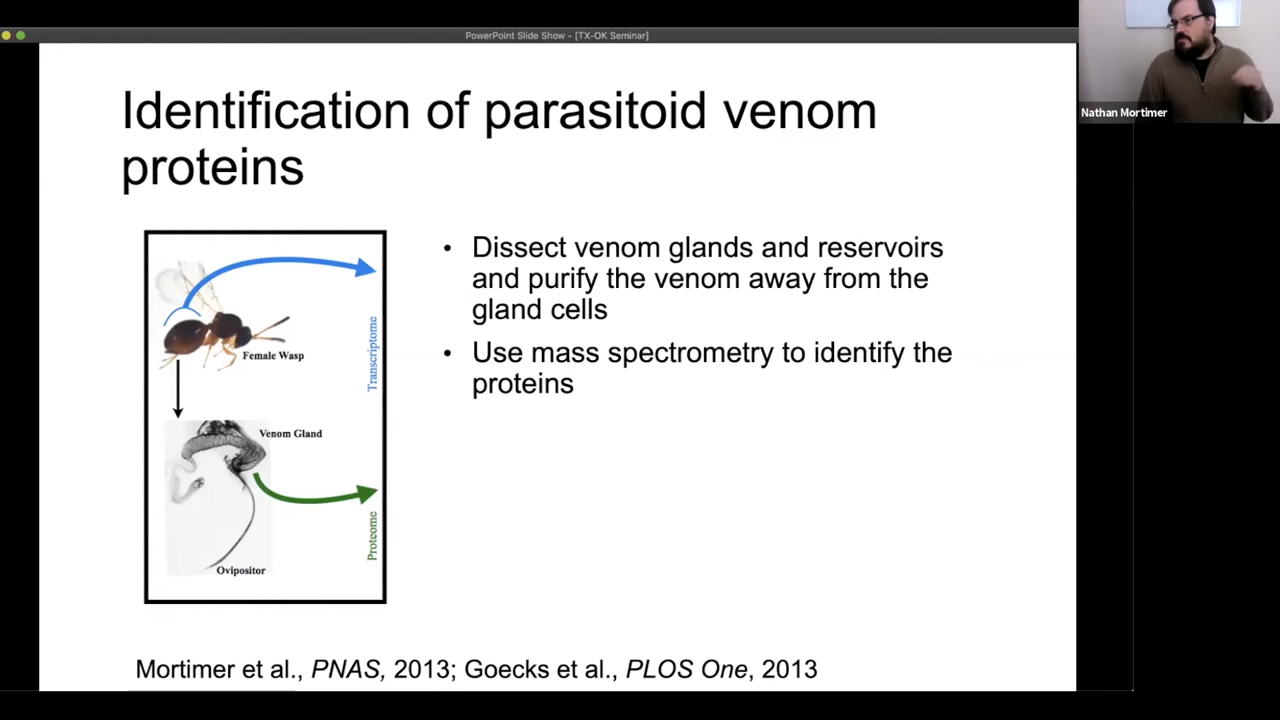 PowerPoint Slide Show - [TX-OK Seminar]
Nathan Mortimer
Identification of parasitoid venom
proteins
• Dissect venom glands and reservoirs
and purify the venom away from the
gland cells
• Use mass spectrometry to identify the
proteins
Transcriptome
Female Wasp
Venom Gland
Proteome
Ovipositor
Mortimer et al., PNAS, 2013; Goecks et al., PLOS One, 2013